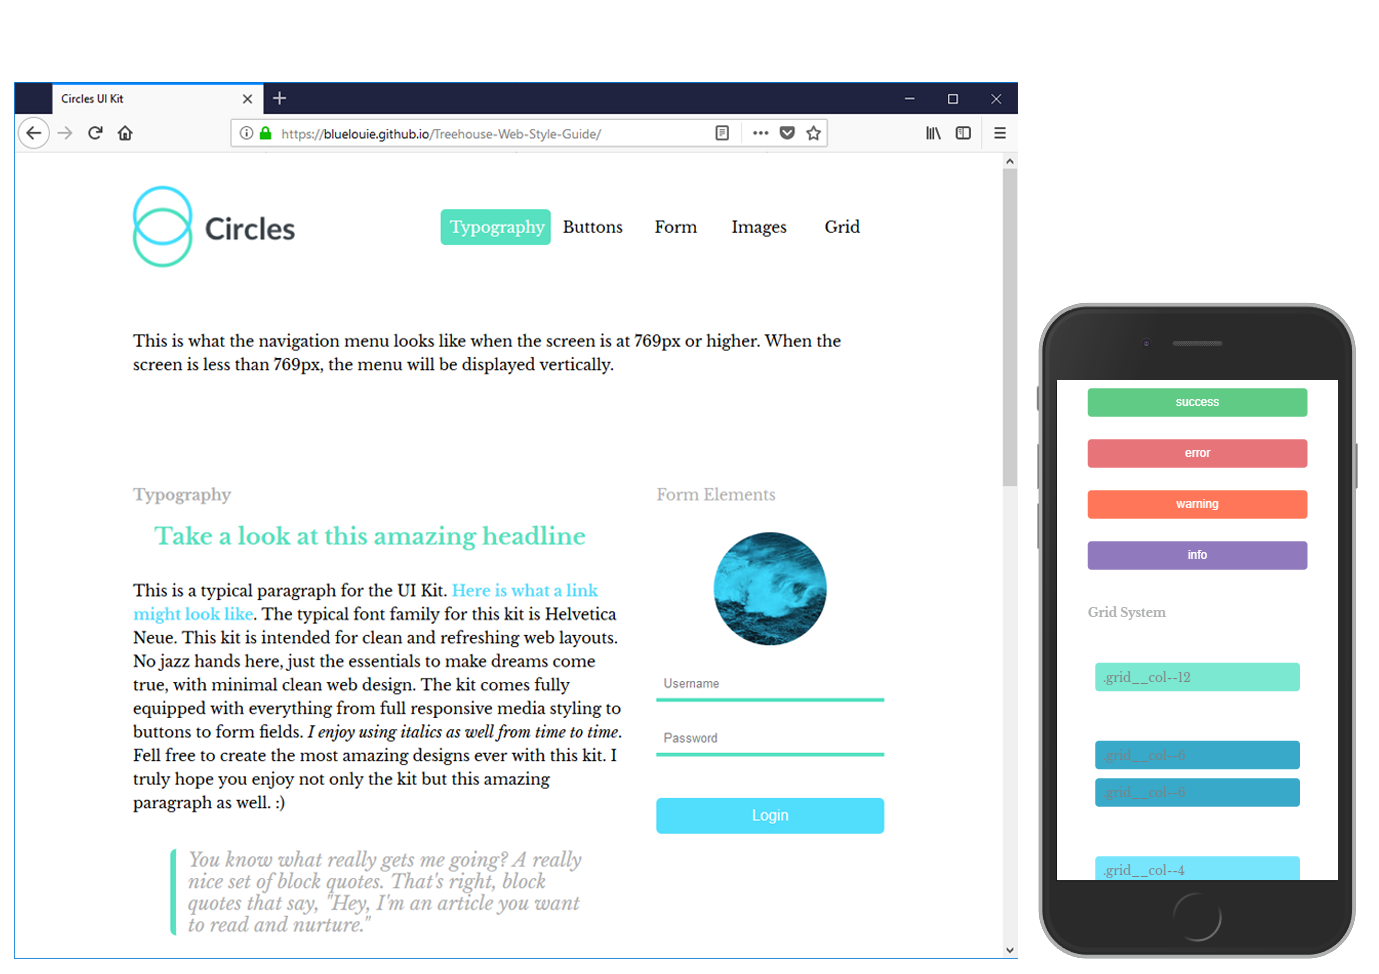 Circles UI Kit
https://bluelouie.github.io/Treehouse-Web-Style-Guide/
Circles
Typography Buttons Form Images Grid
This is what the navigation menu looks like when the screen is at 769px or higher. When the
screen is less than 769px, the menu will be displayed vertically.
Typography
Take a look at this amazing headline
This is a typical paragraph for the UI Kit. Here is what a link
might look like. The typical font family for this kit is Helvetica
Neue. This kit is intended for clean and refreshing web layouts.
No jazz hands here, just the essentials to make dreams come
true, with minimal clean web design. The kit comes fully
equipped with everything from full responsive media styling to
buttons to form fields. I enjoy using italics as well from time to time.
Fell free to create the most amazing designs ever with this kit. I
truly hope you enjoy not only the kit but this amazing
paragraph as well. :)
You know what really gets me going? A really
nice set of block quotes. That's right, block
quotes that say, "Hey, I'm an article you want
to read and nurture."
Form Elements
Username
Password
Login
success
error
warning
info
Grid System
.grid__col--12
.grid__col--6
.grid__col--6
.grid__col--4